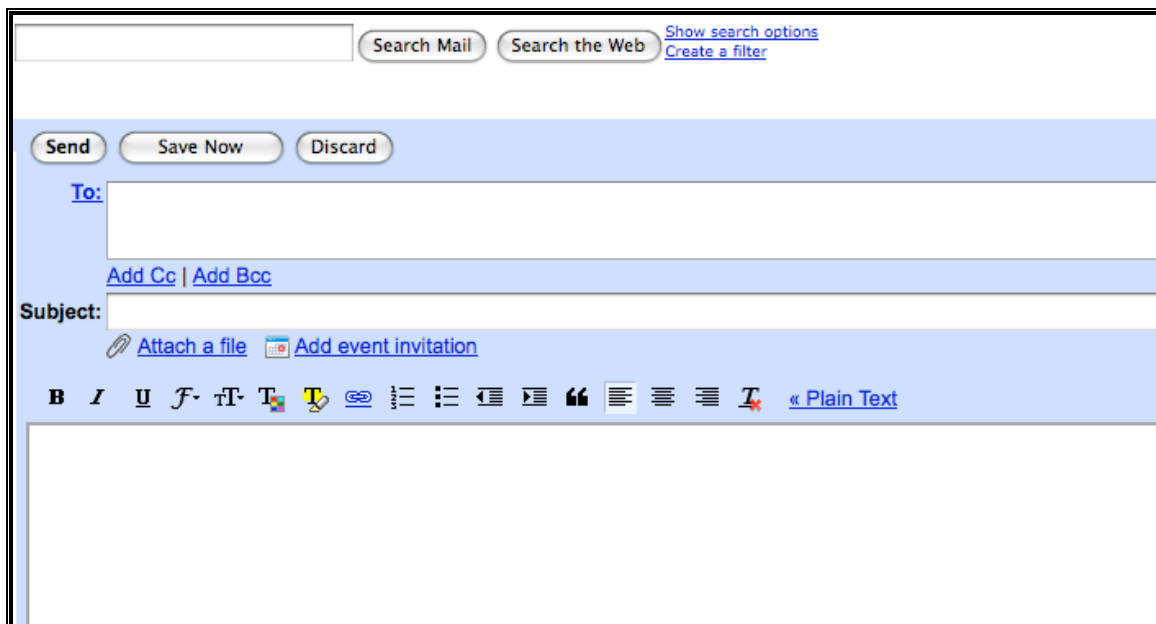 Search Mail Search the Web Show search options
Create a filter
Send Save Now Discard
To:
Add Cc | Add Bcc
Subject:
Attach a file Add event invitation
B I U F T T T T « Plain Text